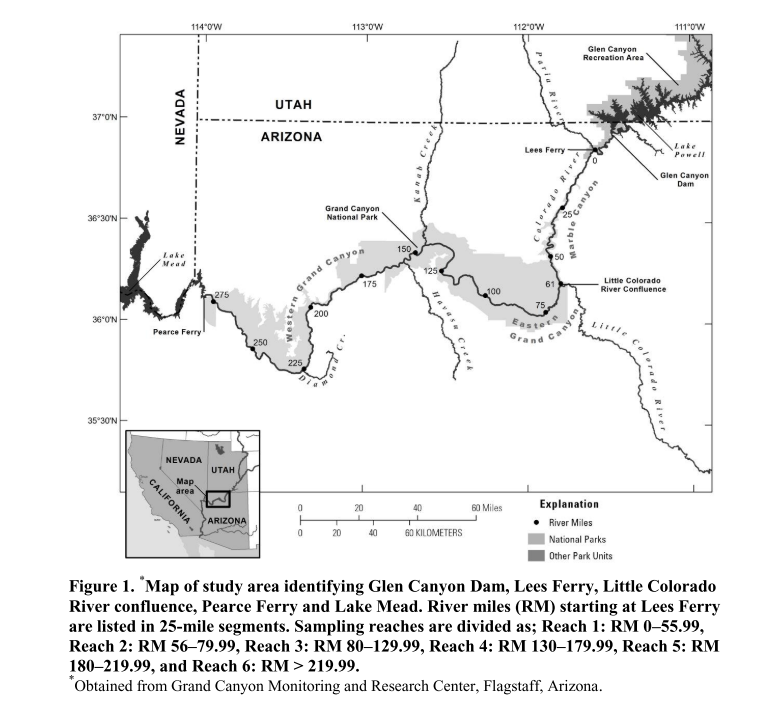 114°0'W 113°0'W 112°0'W 111°0'W
Glen Canyon
Recreation Area
Paria River
NEVADA
UTAH
37°0'N
ARIZONA
Lake
Powell
Lees Ferry
0
Glen Canyon
Dam
Kanab Creek
Colorado River
Marble Canyon
25
Grand Canyon
National Park
36°30'N
150
50
Lake
Mead
Western Grand Canyon
125
175
61
Little Colorado
River Confluence
275
100
75
200
Eastern
Grand Canyon
36°0'N
Pearce Ferry
Havasu Creek
Little Colorado River
250
225
Diamond Cr.
35°30'N
NEVADA
UTAH
Map
area
CALIFORNIA
ARIZONA
0 20 40 60 Miles
0 20 40 60 KILOMETERS
Explanation
River Miles
National Parks
Other Park Units
Figure 1. *Map of study area identifying Glen Canyon Dam, Lees Ferry, Little Colorado
River confluence, Pearce Ferry and Lake Mead. River miles (RM) starting at Lees Ferry
are listed in 25-mile segments. Sampling reaches are divided as; Reach 1: RM 0–55.99,
Reach 2: RM 56–79.99, Reach 3: RM 80–129.99, Reach 4: RM 130–179.99, Reach 5: RM
180–219.99, and Reach 6: RM > 219.99.
*Obtained from Grand Canyon Monitoring and Research Center, Flagstaff, Arizona.